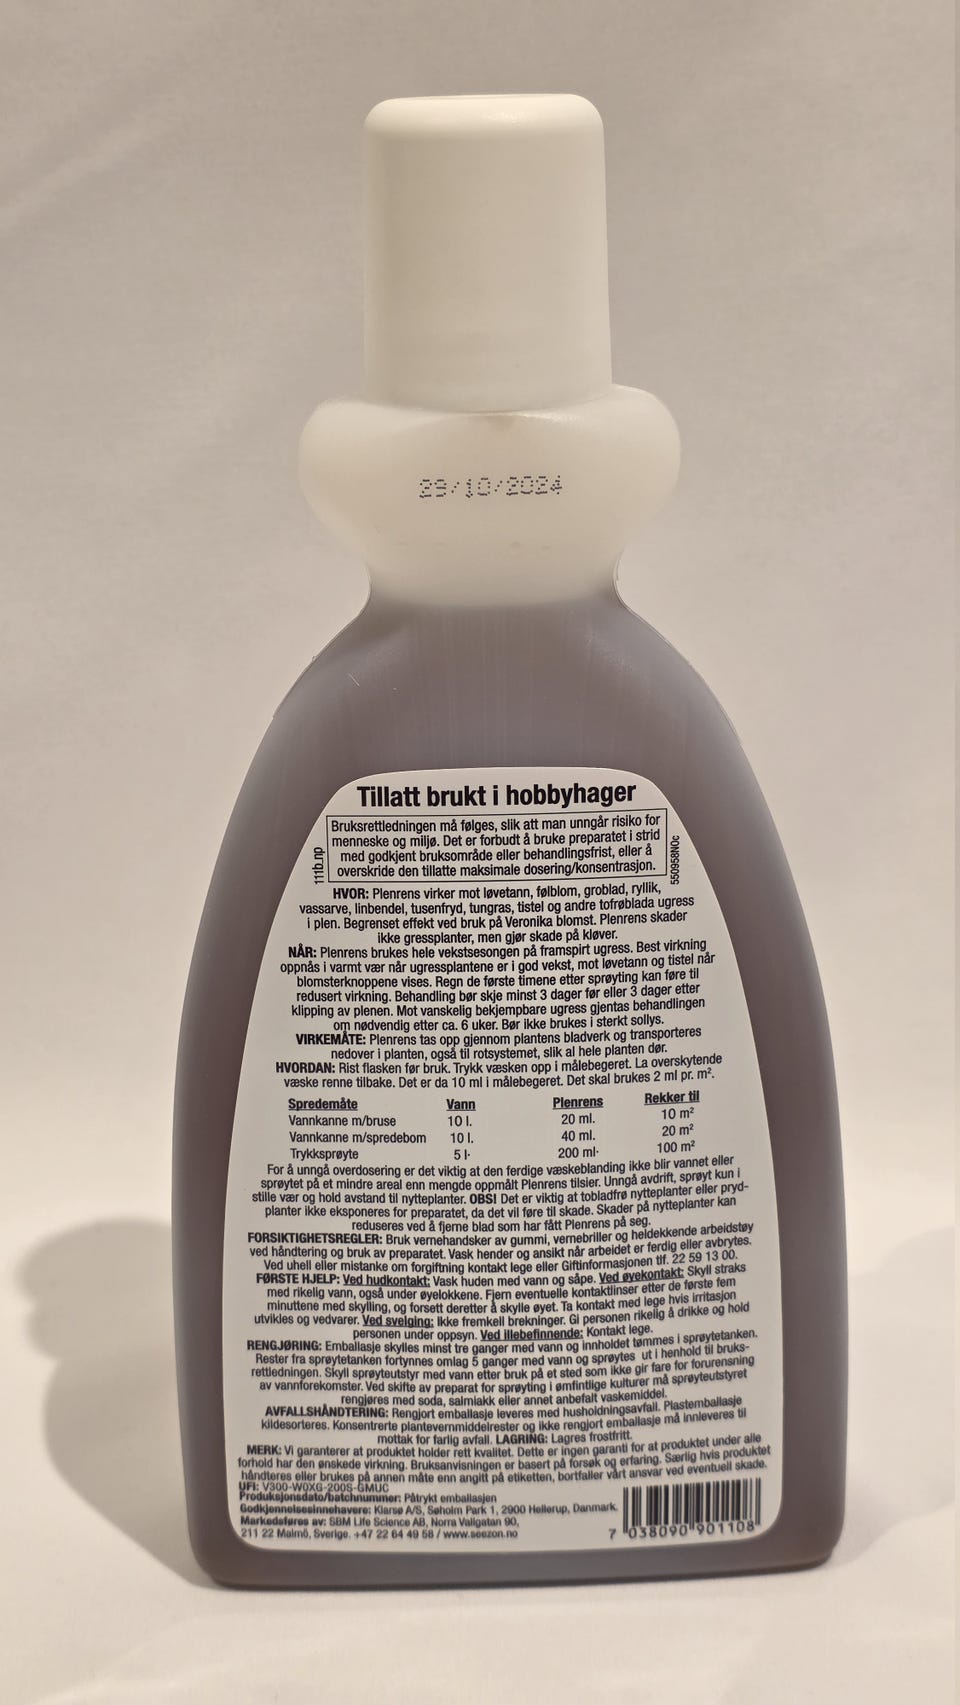 29/10/2024
Tillatt brukt i hobbyhager
Bruksrettledningen må følges, slik att man unngår risiko for
menneske og miljø. Det er forbudt å bruke preparatet i strid
med godkjent bruksområde eller behandlingsfrist, eller å
overskride den tillatte maksimale dosering/konsentrasjon.
111b.np
550958N0c
HVOR: Plenrens virker mot løvetann, følblom, groblad, ryllik,
vassarve, linbendel, tusenfryd, tungras, tistel og andre tofrøblada ugress
i plen. Begrenset effekt ved bruk på Veronika blomst. Plenrens skader
ikke gressplanter, men gjør skade på kløver.
NÅR: Plenrens brukes hele vekstsesongen på framspirt ugress. Best virkning
oppnås i varmt vær når ugressplantene er i god vekst, mot løvetann og tistel når
blomsterknoppene vises. Regn de første timene etter sprøyting kan føre til
redusert virkning. Behandling bør skje minst 3 dager før eller 3 dager etter
klipping av plenen. Mot vanskelig bekjempbare ugress gjentas behandlingen
om nødvendig etter ca. 6 uker. Bør ikke brukes i sterkt sollys.
VIRKEMÅTE: Plenrens tas opp gjennom plantens bladverk og transporteres
nedover i planten, også til rotsystemet, slik al hele planten dør.
HVORDAN: Rist flasken før bruk. Trykk væsken opp i målebegeret. La overskytende
væske renne tilbake. Det er da 10 ml i målebegeret. Det skal brukes 2 ml pr. m².
Spredemåte Vann Plenrens Rekker til
Vannkanne m/bruse 10 l. 20 ml. 10 m²
Vannkanne m/spredebom 10 l. 40 ml. 20 m²
Trykksprøyte 5 l. 200 ml. 100 m²
For å unngå overdosering er det viktig at den ferdige væskeblanding ikke blir vannet eller
sprøytet på et mindre areal enn mengde oppmålt Plenrens tilsier. Unngå avdrift, sprøyt kun i
stille vær og hold avstand til nytteplanter. OBS! Det er viktig at tobladfrø nytteplanter eller pryd-
planter ikke eksponeres for preparatet, da det vil føre til skade. Skader på nytteplanter kan
reduseres ved å fjerne blad som har fått Plenrens på seg.
FORSIKTIGHETSREGLER: Bruk vernehandsker av gummi, vernebriller og heldekkende arbeidstøy
ved håndtering og bruk av preparatet. Vask hender og ansikt når arbeidet er ferdig eller avbrytes.
Ved uhell eller mistanke om forgiftning kontakt lege eller Giftinformasjonen tlf. 22 59 13 00.
FØRSTE HJELP: Ved hudkontakt: Vask huden med vann og såpe. Ved øyekontakt: Skyll straks
med rikelig vann, også under øyelokkene. Fjern eventuelle kontaktlinser etter de første fem
minuttene med skylling, og forsett deretter å skylle øyet. Ta kontakt med lege hvis irritasjon
utvikles og vedvarer. Ved svelging: Ikke fremkell brekninger. Gi personen rikelig å drikke og hold
personen under oppsyn. Ved illebefinnende: Kontakt lege.
RENGJØRING: Emballasje skylles minst tre ganger med vann og innholdet tømmes i sprøytetanken.
Rester fra sprøytetanken fortynnes omlag 5 ganger med vann og sprøytes ut i henhold til bruks-
rettledningen. Skyll sprøyteutstyr med vann etter bruk på et sted som ikke gir fare for forurensning
av vannforekomster. Ved skifte av preparat for sprøyting i ømfintlige kulturer må sprøyteutstyret
rengjøres med soda, salmiakk eller annet anbefalt vaskemiddel.
AVFALLSHÅNDTERING: Rengjort emballasje leveres med husholdningsavfall. Plastemballasje
kildesorteres. Konsentrerte plantevernmiddelrester og ikke rengjort emballasje må innleveres til
mottak for farlig avfall. LAGRING: Lagres frostfritt.
MERK: Vi garanterer at produktet holder rett kvalitet. Dette er ingen garanti for at produktet under alle
forhold har den ønskede virkning. Bruksanvisningen er basert på forsøk og erfaring. Særlig hvis produktet
håndteres eller brukes på annen måte enn angitt på etiketten, bortfaller vårt ansvar ved eventuell skade.
UFI: V300-W0XG-200S-GMUC
Produksjonsdato/batchnummer: Påtrykt emballasjen
Godkjennelsesinnehavere: Klarsø A/S, Søholm Park 1, 2900 Hellerup, Danmark.
Markedsføres av: SBM Life Science AB, Norra Vallgatan 90,
211 22 Malmö, Sverige. +47 22 64 49 58 / www.seezon.no
7 038090 901108